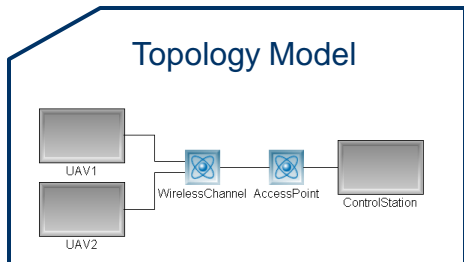 Topology Model
UAV1
WirelessChannel
AccessPoint
ControlStation
UAV2